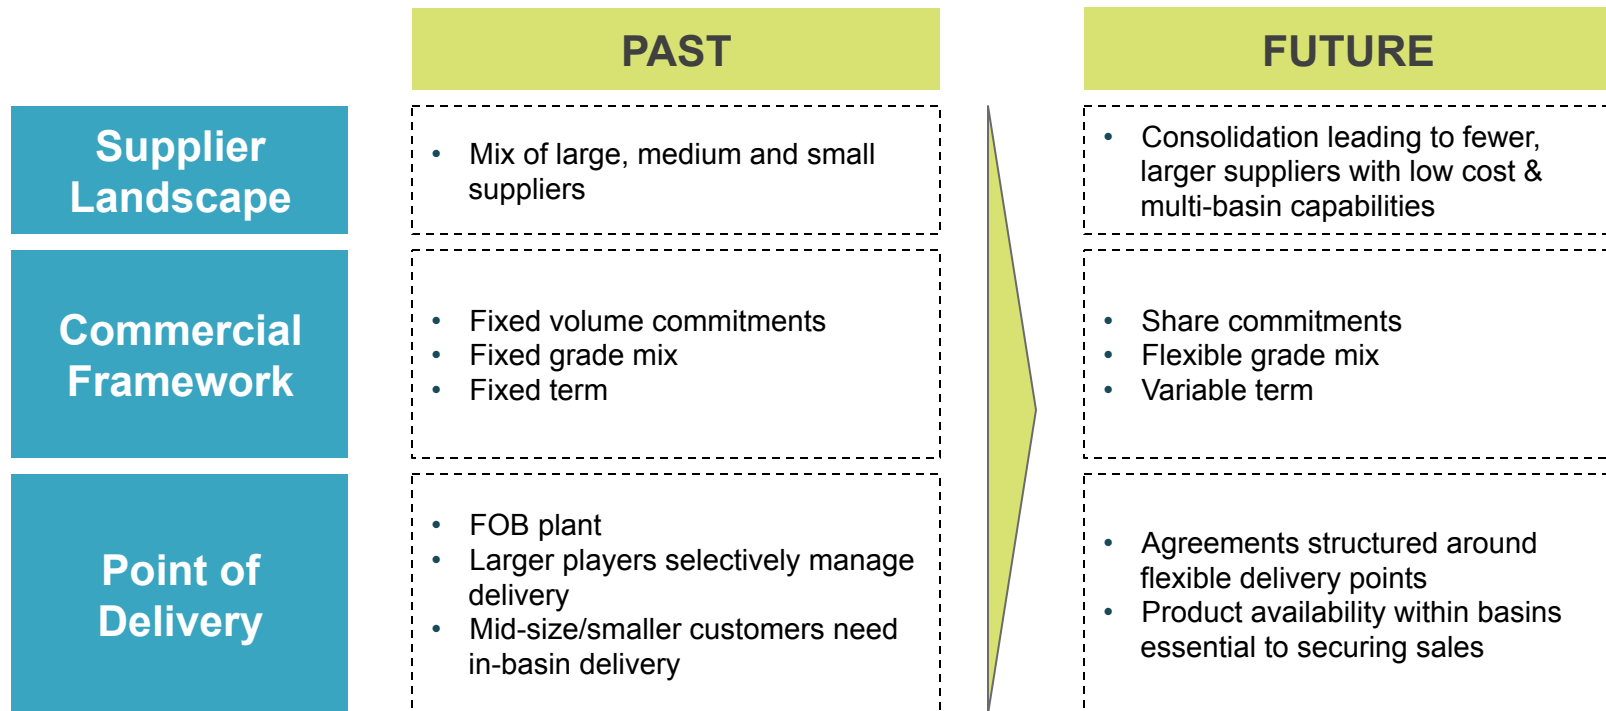 PAST
FUTURE
Supplier
Landscape
• Mix of large, medium and small
suppliers
• Consolidation leading to fewer,
larger suppliers with low cost &
multi-basin capabilities
Commercial
Framework
• Fixed volume commitments
• Fixed grade mix
• Fixed term
• Share commitments
• Flexible grade mix
• Variable term
Point of
Delivery
• FOB plant
• Larger players selectively manage
delivery
• Mid-size/smaller customers need
in-basin delivery
• Agreements structured around
flexible delivery points
• Product availability within basins
essential to securing sales